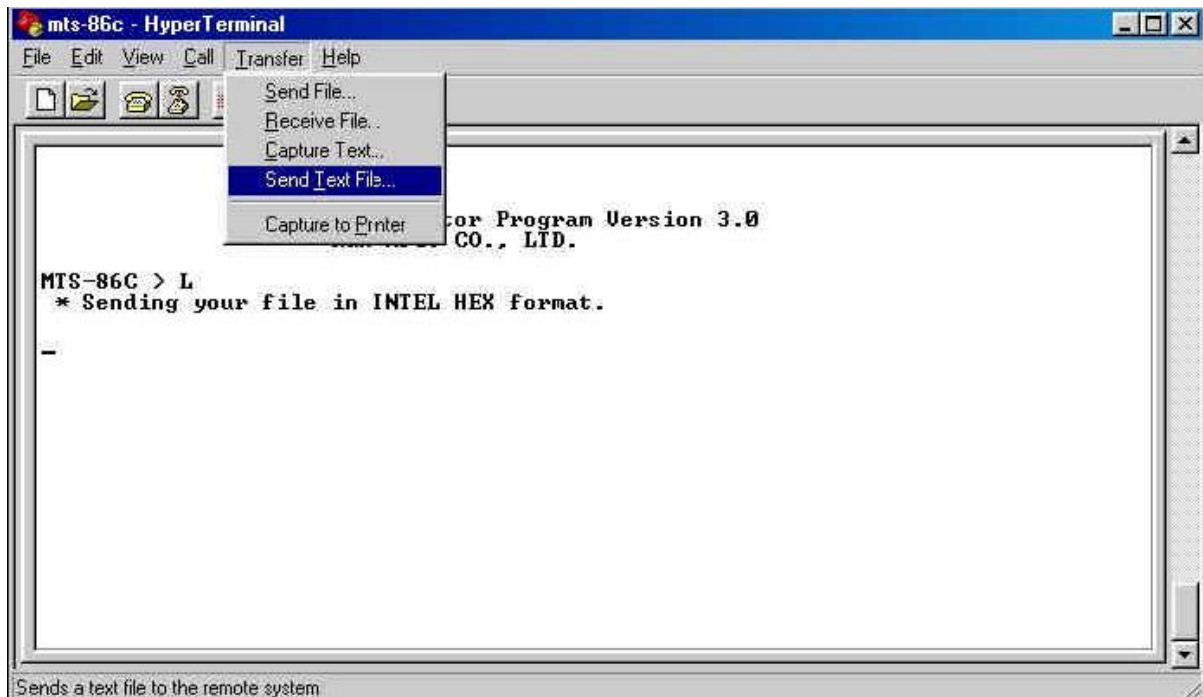 mts-86c - HyperTerminal
File Edit View Call Transfer Help
Send File...
Receive File...
Capture Text...
Send Text File...
Capture to Printer
Program Version 3.0
CO., LTD.
MTS-86C > L
* Sending your file in INTEL HEX format.
Sends a text file to the remote system